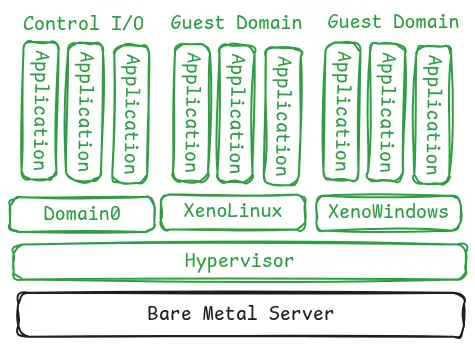 Control I/O
Guest Domain
Guest Domain
Application
Application
Application
Application
Application
Application
Application
Application
Application
Domain0
XenoLinux
XenoWindows
Hypervisor
Bare Metal Server